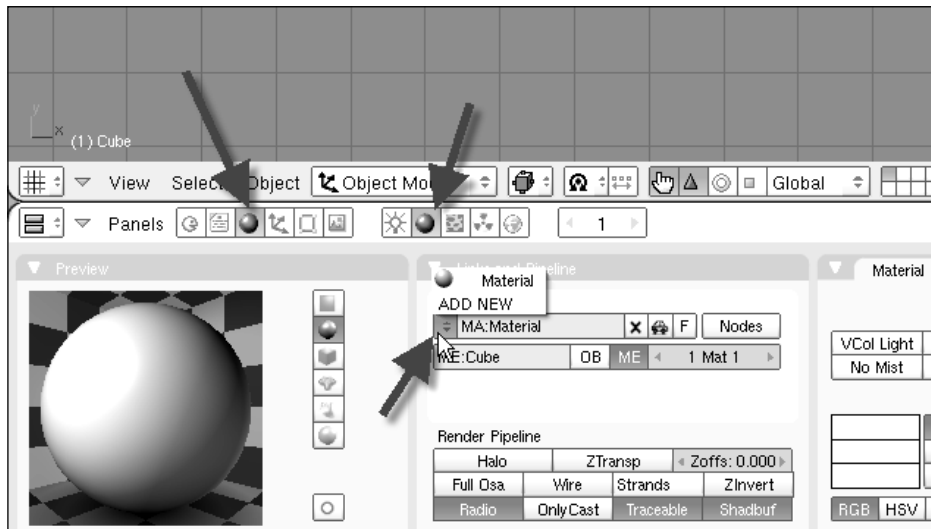 y
x
(1) Cube
View Select Object Object Mo Global
Panels 1
Preview
Links and Pipeline
Material
Material
ADD NEW
MA:Material F Nodes
ME:Cube OB ME 1 Mat 1
VCol Light
No Mist
Render Pipeline
Halo ZTransp Zoffs: 0.000
Full Osa Wire Strands ZInvert
Radio OnlyCast Traceable Shadbuf
RGB HSV